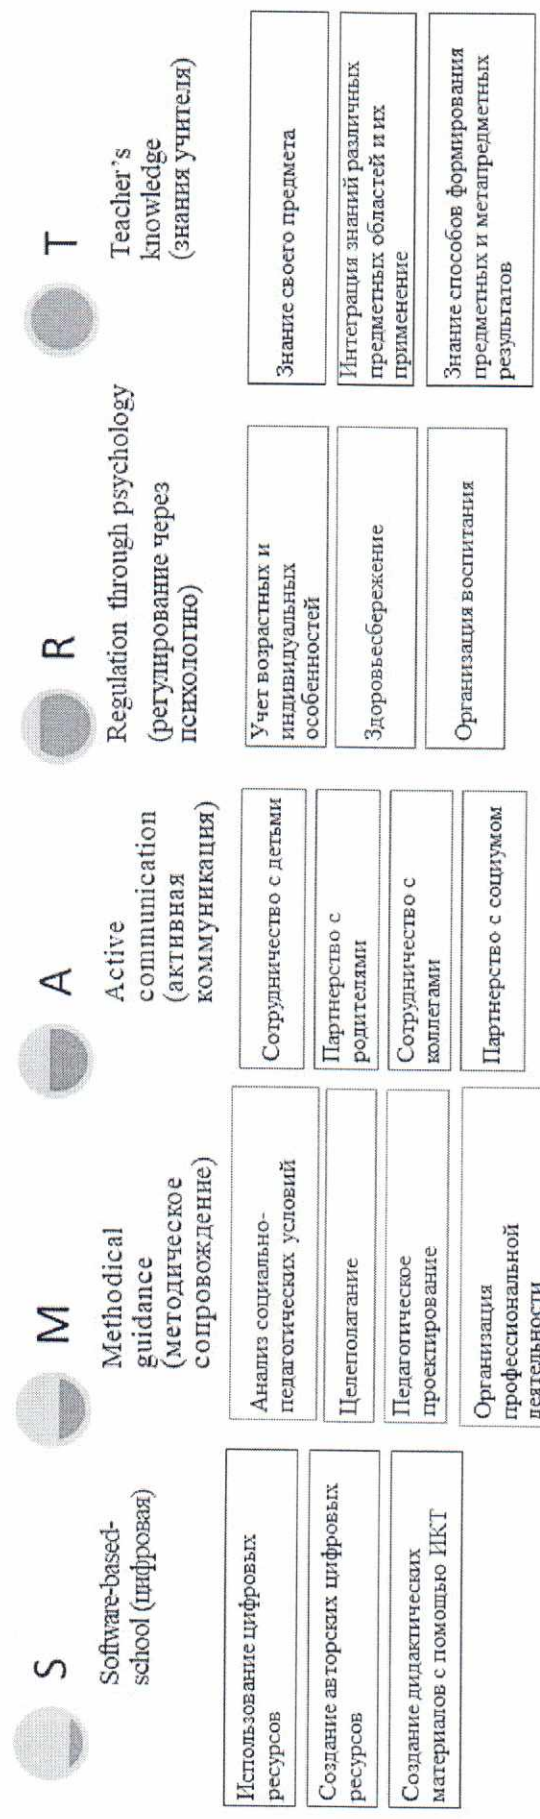 S
Software-based-
school (цифровая)
Использование цифровых
ресурсов
Создание авторских цифровых
ресурсов
Создание дидактических
материалов с помощью ИКТ
M
Methodical
guidance
(методическое
сопровождение)
Анализ социально-
педагогических условий
Целеполагание
Педагогическое
проектирование
Организация
профессиональной
деятельности
A
Active
communication
(активная
коммуникация)
Сотрудничество с детьми
Партнерство с
родителями
Сотрудничество с
коллегами
Партнерство с социумом
R
Regulation through psychology
(регулирование через
психологию)
Учет возрастных и
индивидуальных
особенностей
Здоровьесбережение
Организация воспитания
T
Teacher's
knowledge
(знания учителя)
Знание своего предмета
Интеграция знаний различных
предметных областей и их
применение
Знание способов формирования
предметных и метапредметных
результатов